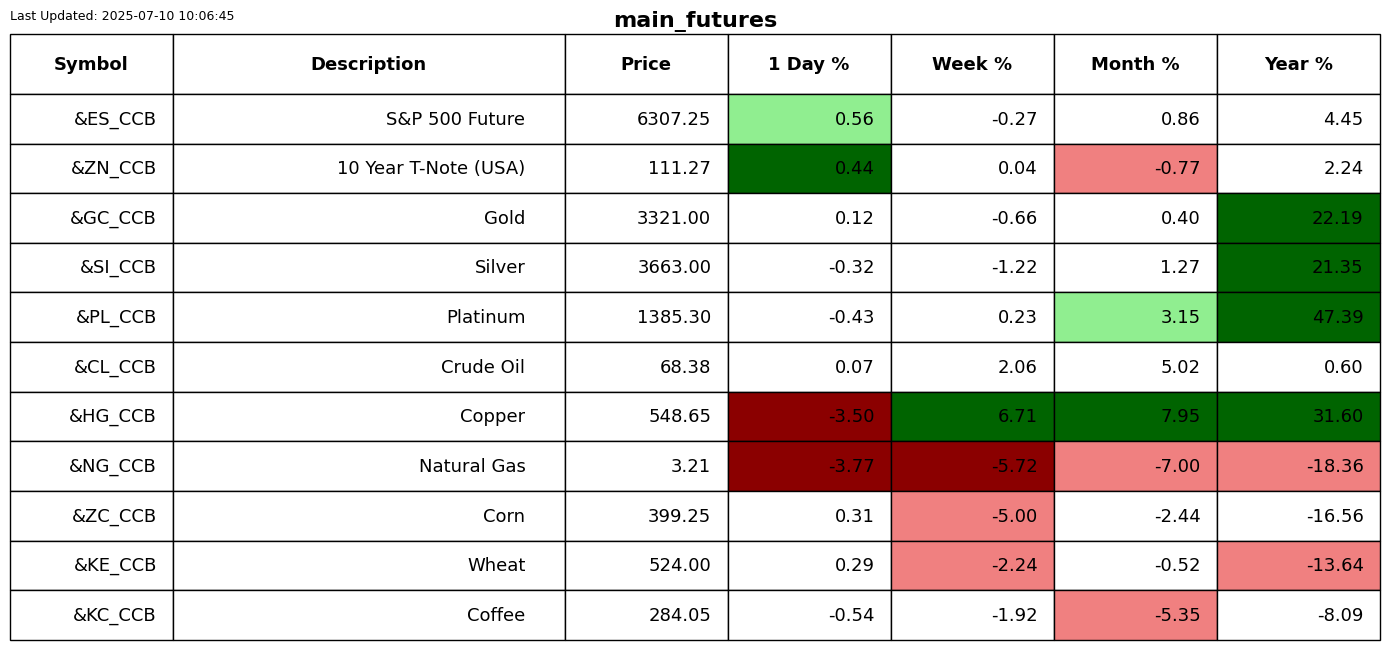 Last Updated: 2025-07-10 10:06:45
main_futures
Symbol Description Price 1 Day % Week % Month % Year %
&ES_CCB S&P 500 Future 6307.25 0.56 -0.27 0.86 4.45
&ZN_CCB 10 Year T-Note (USA) 111.27 0.44 0.04 -0.77 2.24
&GC_CCB Gold 3321.00 0.12 -0.66 0.40 22.19
&SI_CCB Silver 3663.00 -0.32 -1.22 1.27 21.35
&PL_CCB Platinum 1385.30 -0.43 0.23 3.15 47.39
&CL_CCB Crude Oil 68.38 0.07 2.06 5.02 0.60
&HG_CCB Copper 548.65 -3.50 6.71 7.95 31.60
&NG_CCB Natural Gas 3.21 -3.77 -5.72 -7.00 -18.36
&ZC_CCB Corn 399.25 0.31 -5.00 -2.44 -16.56
&KE_CCB Wheat 524.00 0.29 -2.24 -0.52 -13.64
&KC_CCB Coffee 284.05 -0.54 -1.92 -5.35 -8.09